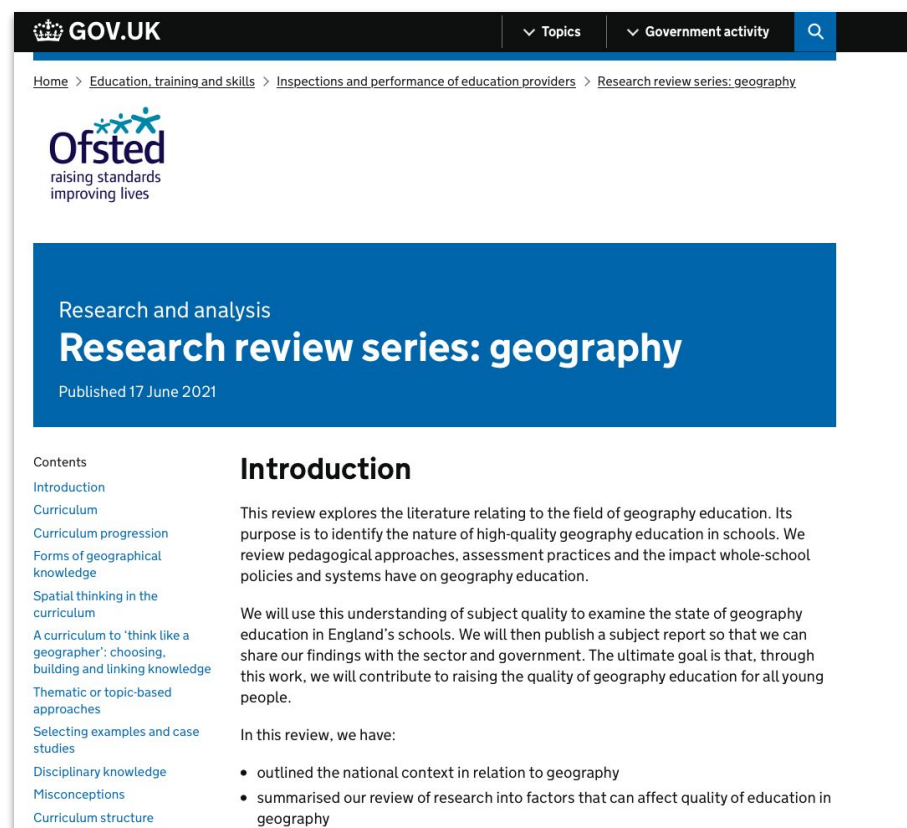 GOV.UK
Topics
Government activity
Home > Education, training and skills > Inspections and performance of education providers > Research review series: geography
Ofsted
raising standards
improving lives
Research and analysis
Research review series: geography
Published 17 June 2021
Contents
Introduction
Curriculum
Curriculum progression
Forms of geographical
knowledge
Spatial thinking in the
curriculum
A curriculum to ‘think like a
geographer’: choosing,
building and linking knowledge
Thematic or topic-based
approaches
Selecting examples and case
studies
Disciplinary knowledge
Misconceptions
Curriculum structure
Introduction
This review explores the literature relating to the field of geography education. Its
purpose is to identify the nature of high-quality geography education in schools. We
review pedagogical approaches, assessment practices and the impact whole-school
policies and systems have on geography education.
We will use this understanding of subject quality to examine the state of geography
education in England’s schools. We will then publish a subject report so that we can
share our findings with the sector and government. The ultimate goal is that, through
this work, we will contribute to raising the quality of geography education for all young
people.
In this review, we have:
• outlined the national context in relation to geography
• summarised our review of research into factors that can affect quality of education in
geography